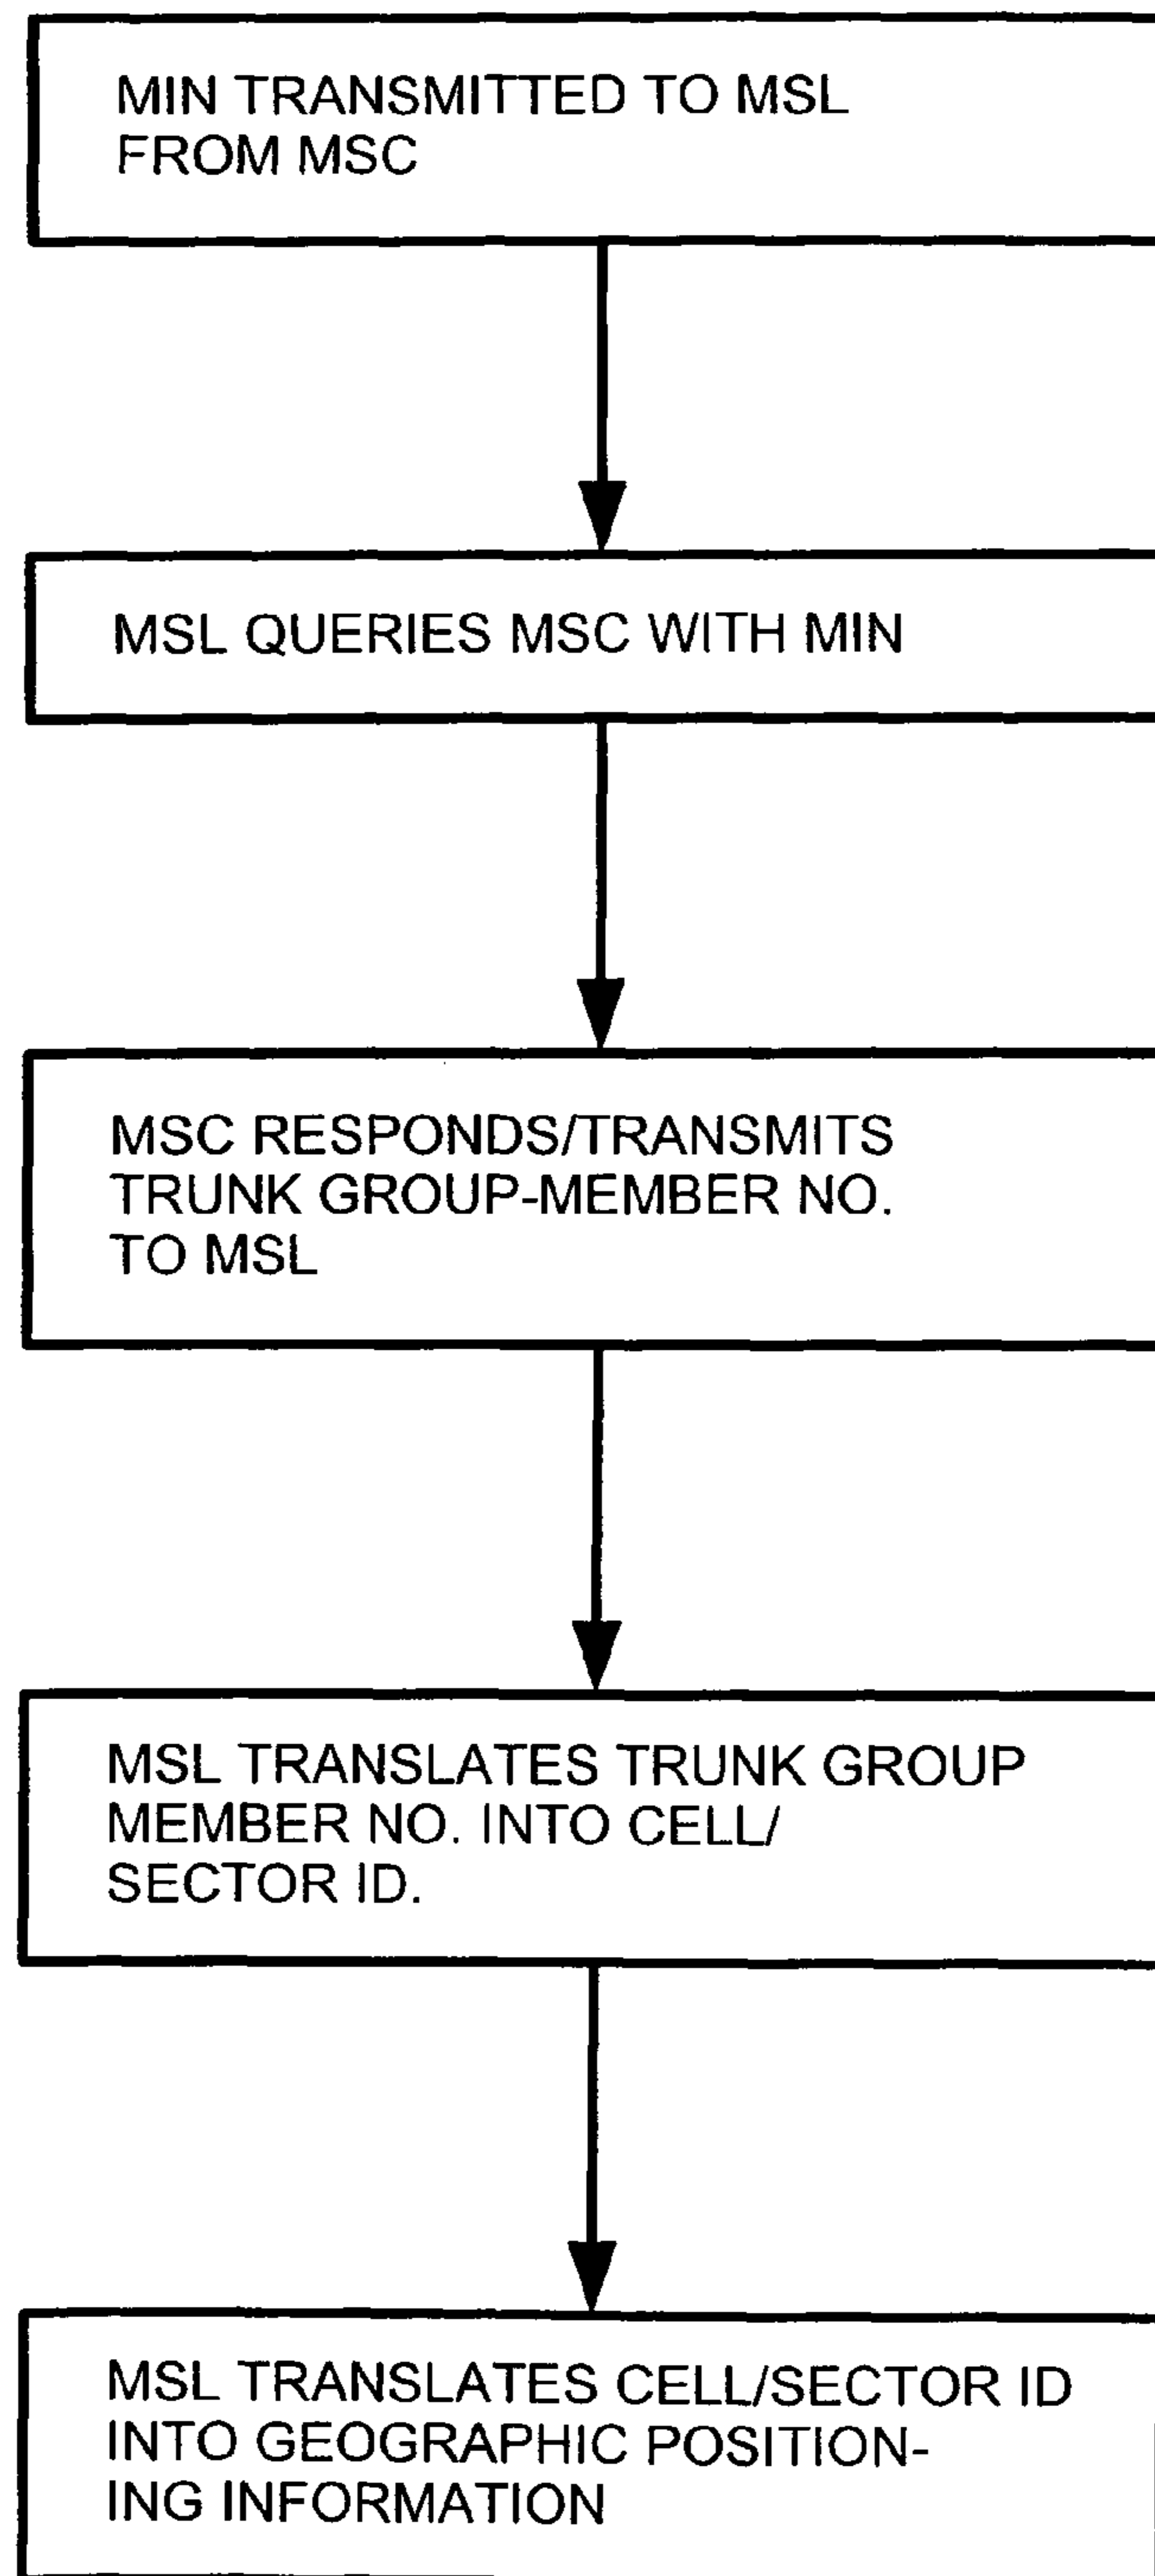 MIN TRANSMITTED TO MSL
FROM MSC
MSL QUERIES MSC WITH MIN
MSC RESPONDS/TRANSMITS
TRUNK GROUP-MEMBER NO.
TO MSL
MSL TRANSLATES TRUNK GROUP
MEMBER NO. INTO CELL/
SECTOR ID.
MSL TRANSLATES CELL/SECTOR ID
INTO GEOGRAPHIC POSITION-
ING INFORMATION